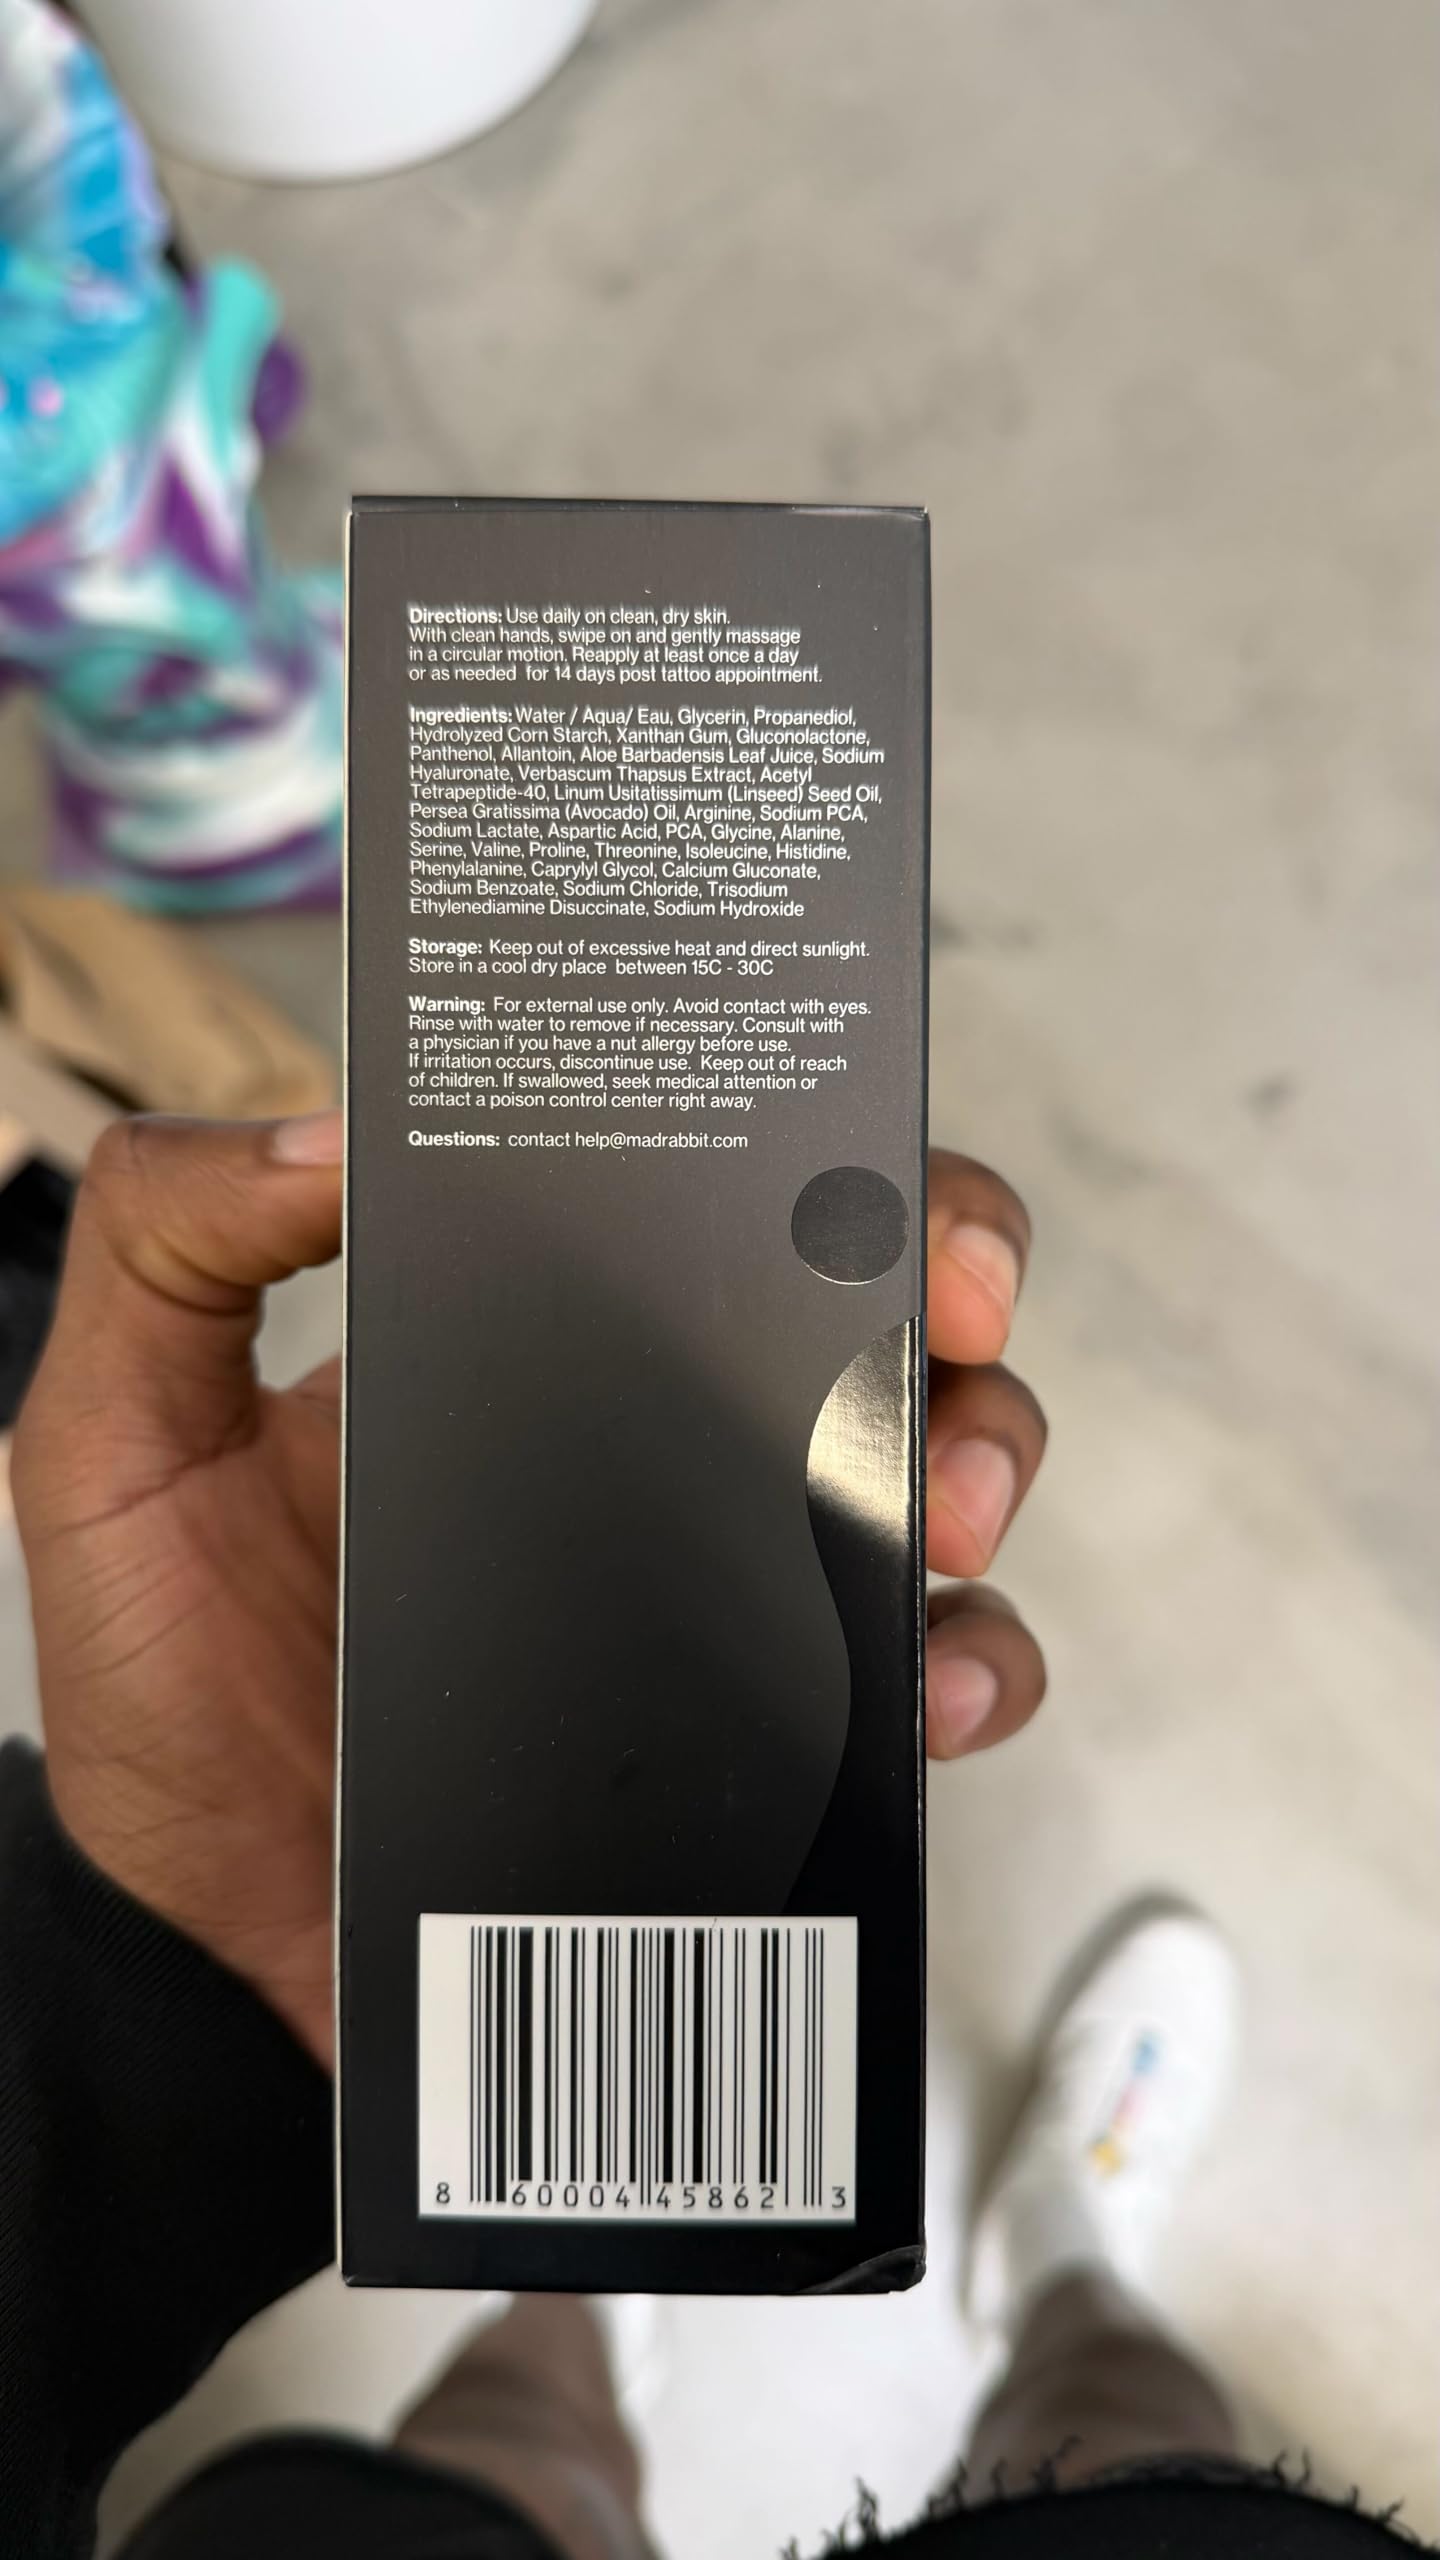 Directions: Use daily on clean, dry skin.
With clean hands, swipe on and gently massage
in a circular motion. Reapply at least once a day
or as needed for 14 days post tattoo appointment.
Ingredients: Water / Aqua/ Eau, Glycerin, Propanediol,
Hydrolyzed Corn Starch, Xanthan Gum, Gluconolactone,
Panthenol, Allantoin, Aloe Barbadensis Leaf Juice, Sodium
Hyaluronate, Verbascum Thapsus Extract, Acetyl
Tetrapeptide-40, Linum Usitatissimum (Linseed) Seed Oil,
Persea Gratissima (Avocado) Oil, Arginine, Sodium PCA,
Sodium Lactate, Aspartic Acid, PCA, Glycine, Alanine,
Serine, Valine, Proline, Threonine, Isoleucine, Histidine,
Phenylalanine, Caprylyl Glycol, Calcium Gluconate,
Sodium Benzoate, Sodium Chloride, Trisodium
Ethylenediamine Disuccinate, Sodium Hydroxide
Storage: Keep out of excessive heat and direct sunlight.
Store in a cool dry place between 15C - 30C
Warning: For external use only. Avoid contact with eyes.
Rinse with water to remove if necessary. Consult with
a physician if you have a nut allergy before use.
If irritation occurs, discontinue use. Keep out of reach
of children. If swallowed, seek medical attention or
contact a poison control center right away.
Questions: contact help@madrabbit.com
8 60004 45862 3